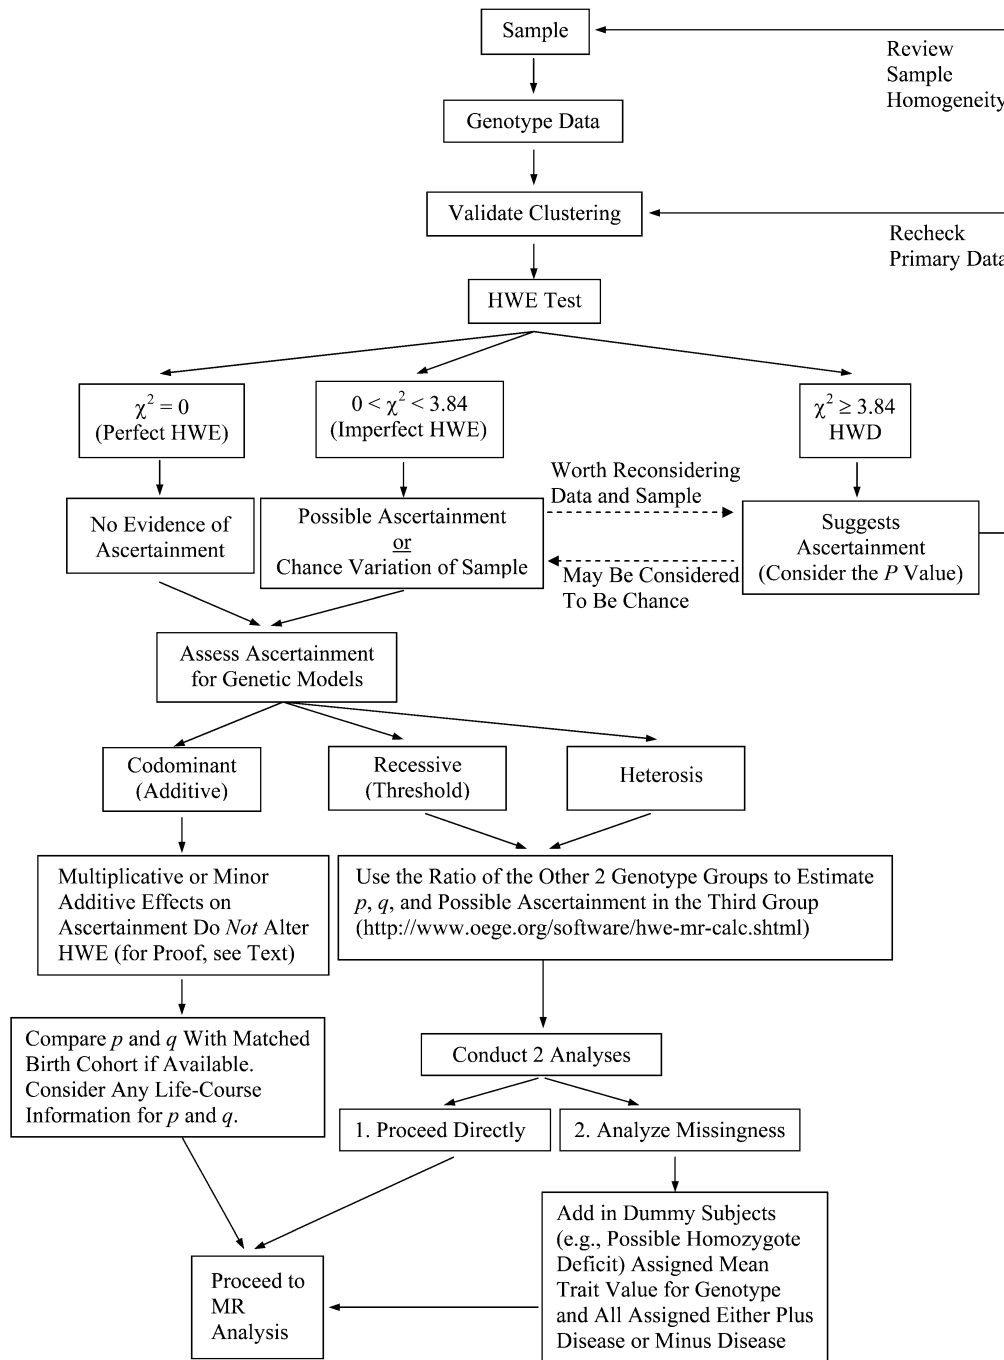 Sample
Review
Sample
Homogeneity
Genotype Data
Validate Clustering
Recheck
Primary Data
HWE Test
χ² = 0
(Perfect HWE)
0 < χ² < 3.84
(Imperfect HWE)
χ² ≥ 3.84
HWD
Worth Reconsidering
Data and Sample
No Evidence of
Ascertainment
Possible Ascertainment
or
Chance Variation of Sample
Suggests
Ascertainment
(Consider the P Value)
May Be Considered
To Be Chance
Assess Ascertainment
for Genetic Models
Codominant
(Additive)
Recessive
(Threshold)
Heterosis
Multiplicative or Minor
Additive Effects on
Ascertainment Do Not Alter
HWE (for Proof, see Text)
Use the Ratio of the Other 2 Genotype Groups to Estimate
p, q, and Possible Ascertainment in the Third Group
(http://www.oege.org/software/hwe-mr-calc.shtml)
Compare p and q With Matched
Birth Cohort if Available.
Consider Any Life-Course
Information for p and q.
Conduct 2 Analyses
1. Proceed Directly
2. Analyze Missingness
Add in Dummy Subjects
(e.g., Possible Homozygote
Deficit) Assigned Mean
Trait Value for Genotype
and All Assigned Either Plus
Disease or Minus Disease
Proceed to
MR
Analysis